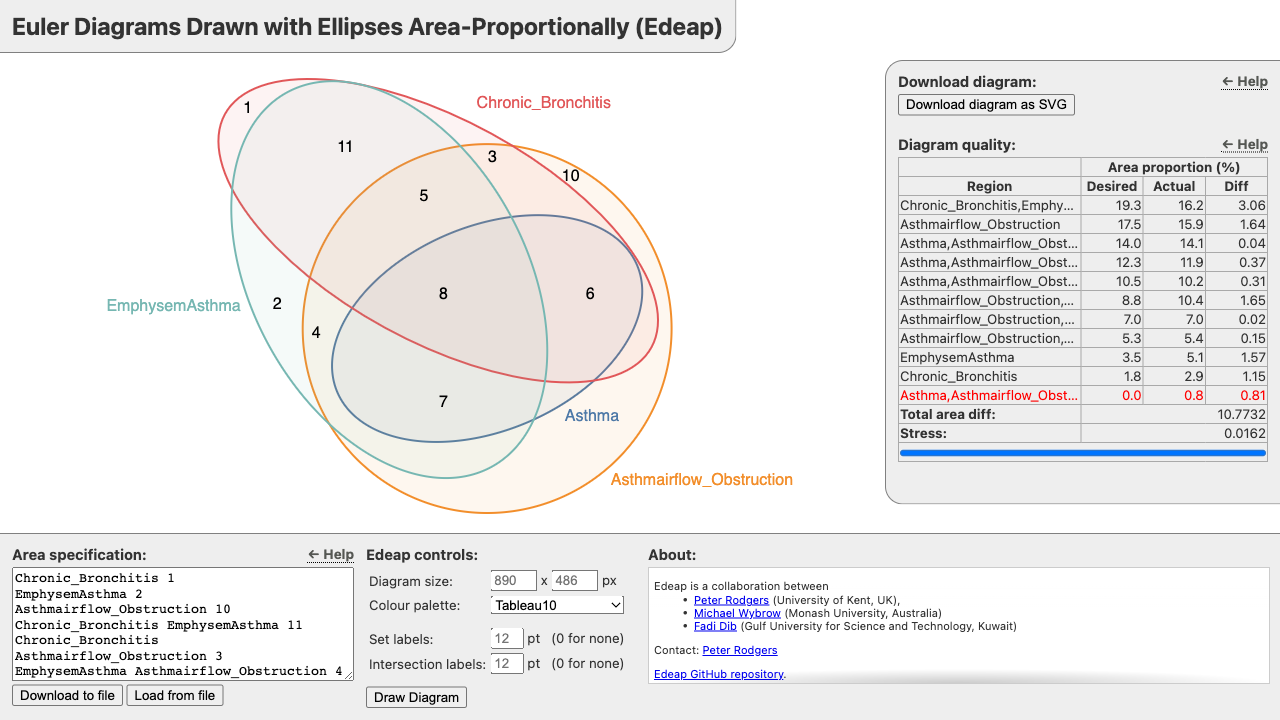 Euler Diagrams Drawn with Ellipses Area-Proportionally (Edeap)
1
11
Chronic_Bronchitis
3
10
5
8
6
EmphysemAsthma
2
4
7
Asthma
Asthmairflow_Obstruction
Download diagram: ← Help
Download diagram as SVG
Diagram quality: ← Help
Area proportion (%)
Region Desired Actual Diff
Chronic_Bronchitis,Emphy... 19.3 16.2 3.06
Asthmairflow_Obstruction 17.5 15.9 1.64
Asthma,Asthmairflow_Obst... 14.0 14.1 0.04
Asthma,Asthmairflow_Obst... 12.3 11.9 0.37
Asthma,Asthmairflow_Obst... 10.5 10.2 0.31
Asthmairflow_Obstruction,... 8.8 10.4 1.65
Asthmairflow_Obstruction,... 7.0 7.0 0.02
Asthmairflow_Obstruction,... 5.3 5.4 0.15
EmphysemAsthma 3.5 5.1 1.57
Chronic_Bronchitis 1.8 2.9 1.15
Asthma,Asthmairflow_Obst... 0.0 0.8 0.81
Total area diff: 10.7732
Stress: 0.0162
Area specification: ← Help
Chronic_Bronchitis 1
EmphysemAsthma 2
Asthmairflow_Obstruction 10
Chronic_Bronchitis EmphysemAsthma 11
Chronic_Bronchitis
Asthmairflow_Obstruction 3
EmphysemAsthma Asthmairflow_Obstruction 4
Download to file Load from file
Edeap controls:
Diagram size: 890 x 486 px
Colour palette: Tableau10
Set labels: 12 pt (0 for none)
Intersection labels: 12 pt (0 for none)
Draw Diagram
About:
Edeap is a collaboration between
• Peter Rodgers (University of Kent, UK),
• Michael Wybrow (Monash University, Australia)
• Fadi Dib (Gulf University for Science and Technology, Kuwait)
Contact: Peter Rodgers
Edeap GitHub repository.